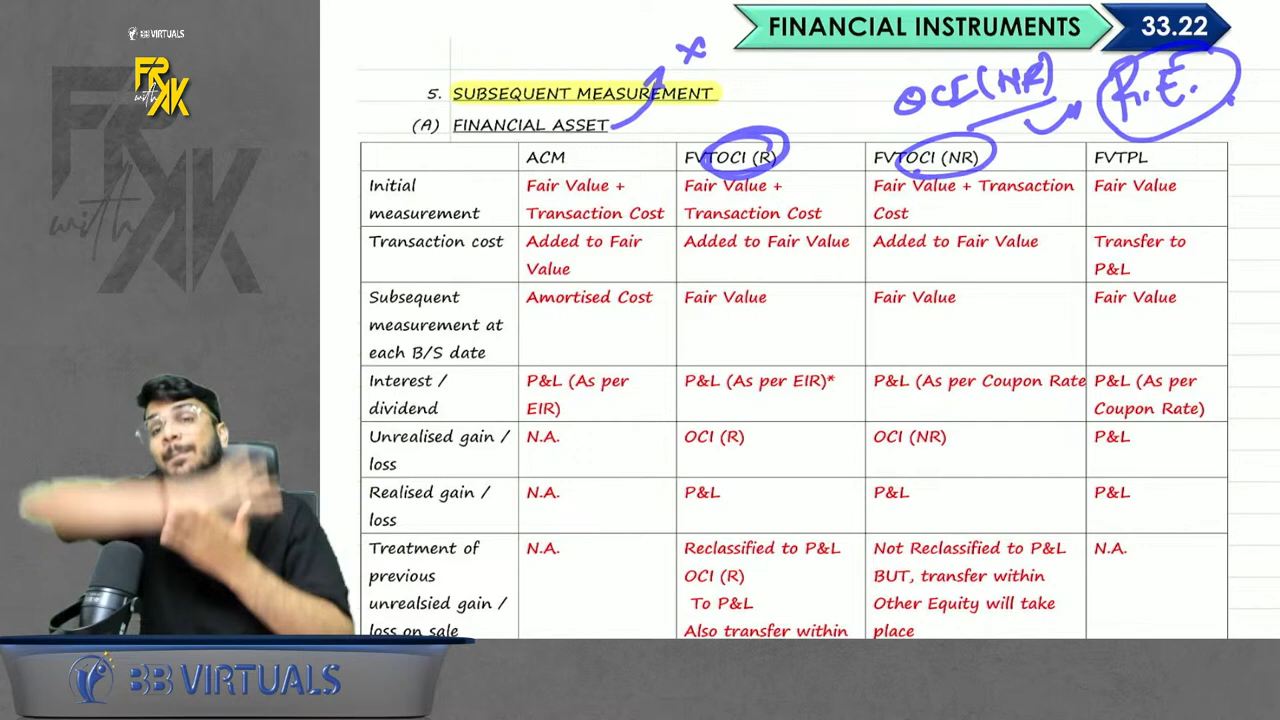 BB VIRTUALS
FR
with
AK
FR
with
AK
FINANCIAL INSTRUMENTS 33.22
OCI (NR)
R.E.
5. SUBSEQUENT MEASUREMENT
(A) FINANCIAL ASSET
ACM FVTOCI (R) FVTOCI (NR) FVTPL
Initial Fair Value + Fair Value + Fair Value + Transaction Fair Value
measurement Transaction Cost Transaction Cost Cost
Transaction cost Added to Fair Added to Fair Value Added to Fair Value Transfer to
Value P&L
Subsequent Amortised Cost Fair Value Fair Value Fair Value
measurement at
each B/S date
Interest / P&L (As per P&L (As per EIR)* P&L (As per Coupon Rate P&L (As per
dividend EIR) Coupon Rate)
Unrealised gain / N.A. OCI (R) OCI (NR) P&L
loss
Realised gain / N.A. P&L P&L P&L
loss
Treatment of N.A. Reclassified to P&L Not Reclassified to P&L N.A.
previous OCI (R) BUT, transfer within
unrealsied gain / To P&L Other Equity will take
loss on sale Also transfer within place
BB VIRTUALS